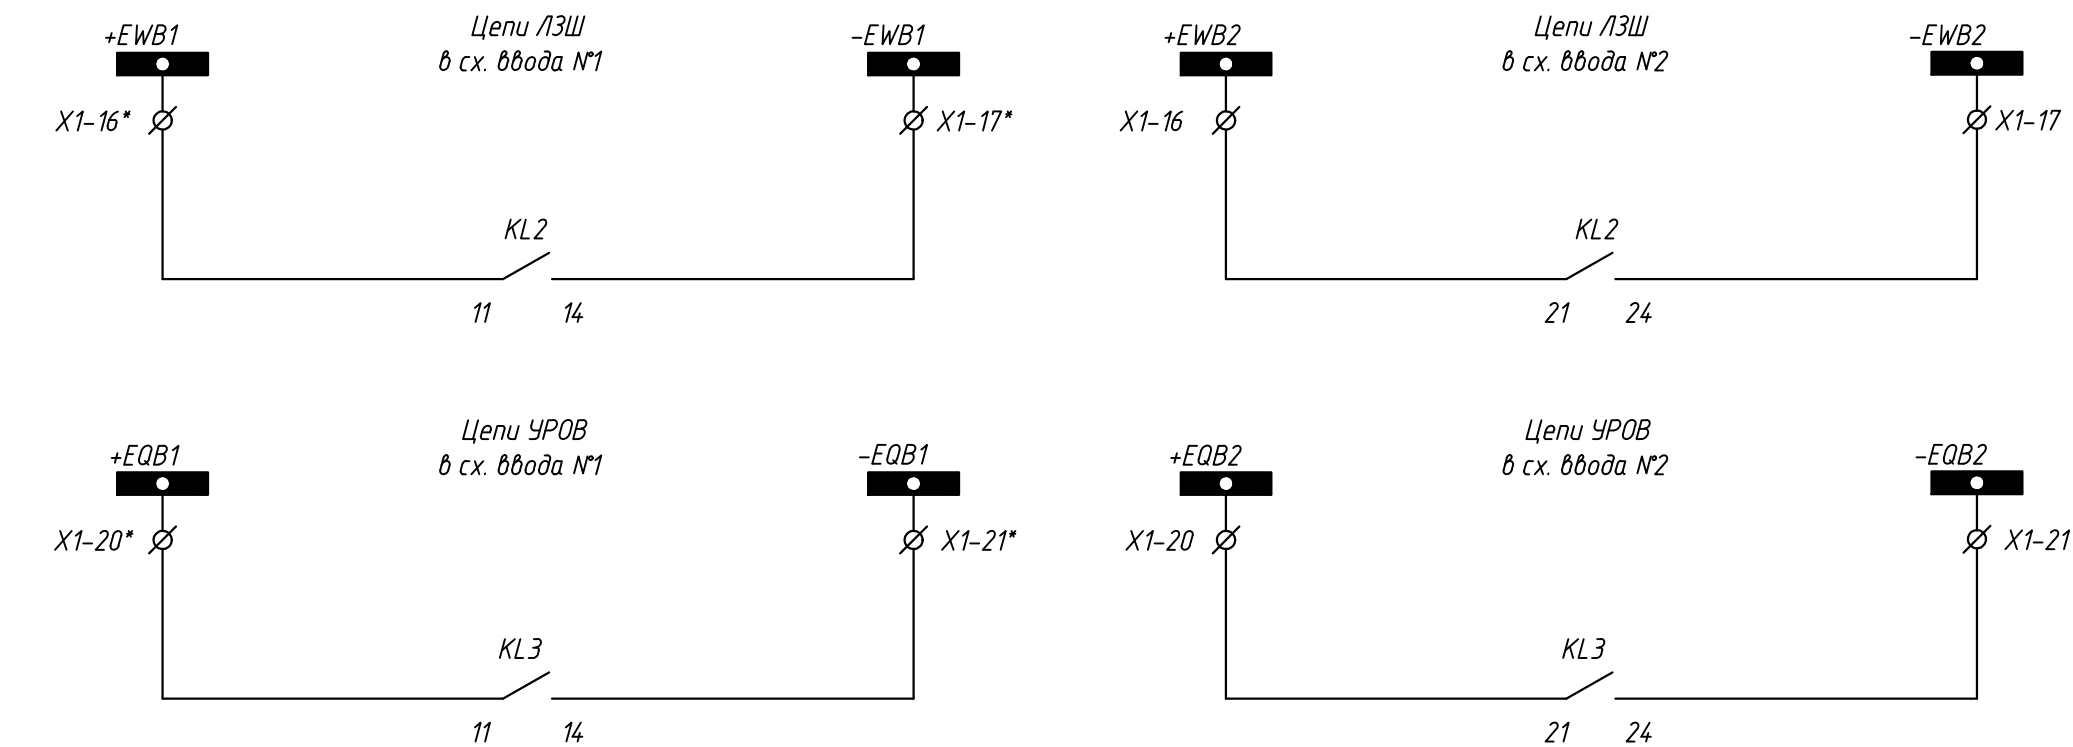 Цепи ЛЗШ
в сх. ввода №1
+EWB1
-EWB1
X1-16*
X1-17*
KL2
11
14
Цепи ЛЗШ
в сх. ввода №2
+EWB2
-EWB2
X1-16
X1-17
KL2
21
24
Цепи УРОВ
в сх. ввода №1
+EQB1
-EQB1
X1-20*
X1-21*
KL3
11
14
Цепи УРОВ
в сх. ввода №2
+EQB2
-EQB2
X1-20
X1-21
KL3
21
24